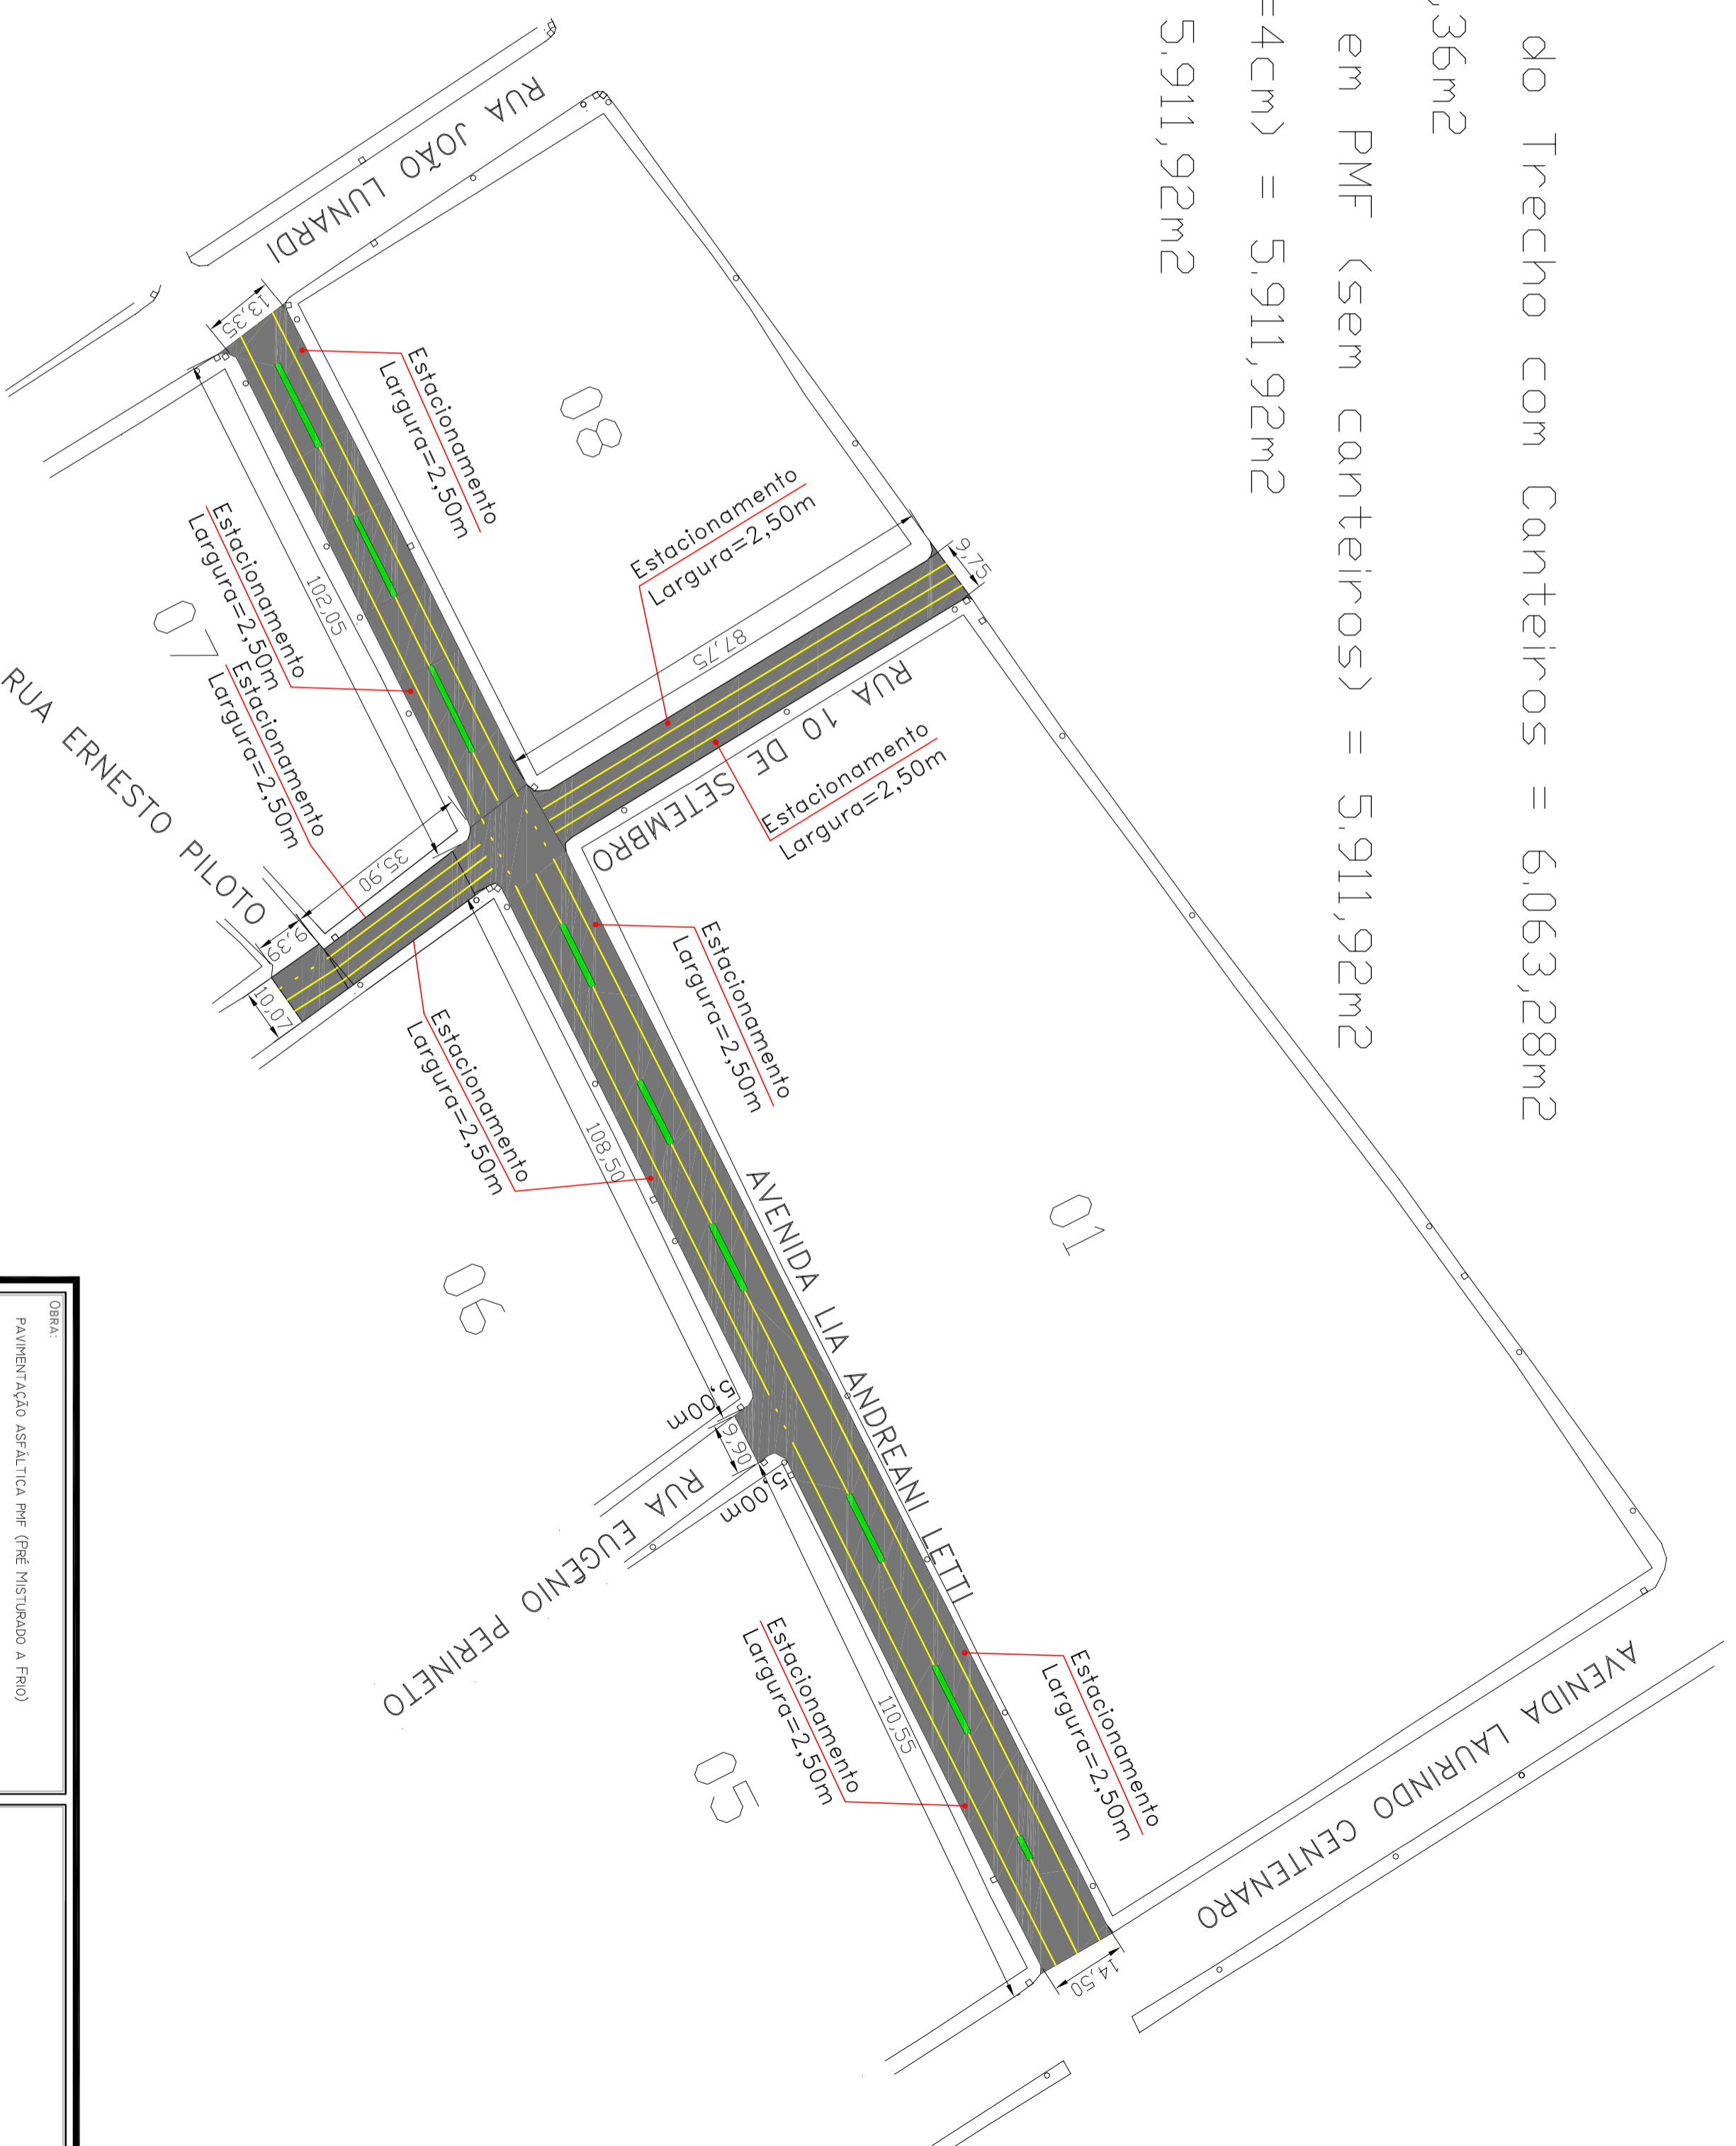 do Trecho com Canteiros = 6.063,28m2
,36m2
em PMF (sem canteiros) = 5.911,92m2
=4cm) = 5.911,92m2
5.911,92m2
RUA JOÃO LUNARDI
13,35
Estacionamento
Largura=2,50m
08
Estacionamento
Largura=2,50m
9,75
87,75
RUA 10 DE SETEMBRO
Estacionamento
Largura=2,50m
102,05
Estacionamento
Largura=2,50m
07
Estacionamento
Largura=2,50m
RUA ERNESTO PILOTO
35,90
9,39
10,07
Estacionamento
Largura=2,50m
Estacionamento
Largura=2,50m
108,50
01
06
AVENIDA LIA ANDREANI LETTI
5,00m
9,90
5,00m
RUA EUGÊNIO PERINETO
Estacionamento
Largura=2,50m
Estacionamento
Largura=2,50m
110,55
05
14,50
AVENIDA LAURINDO CENTENARO
OBRA:
PAVIMENTAÇÃO ASFÁLTICA PMF (PRÉ MISTURADO A FRIO)